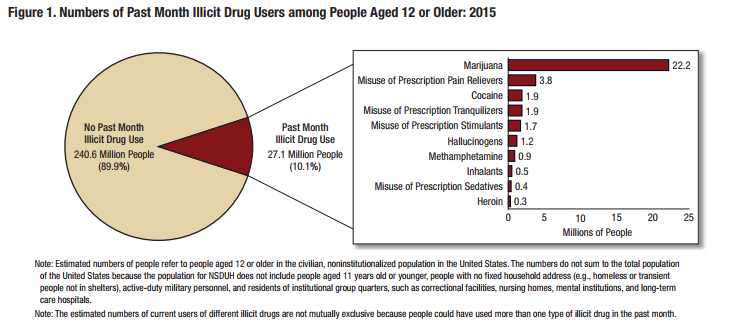 Figure 1. Numbers of Past Month Illicit Drug Users among People Aged 12 or Older: 2015
No Past Month
Illicit Drug Use
240.6 Million People
(89.9%)
Past Month
Illicit Drug Use
27.1 Million People
(10.1%)
Marijuana 22.2
Misuse of Prescription Pain Relievers 3.8
Cocaine 1.9
Misuse of Prescription Tranquilizers 1.9
Misuse of Prescription Stimulants 1.7
Hallucinogens 1.2
Methamphetamine 0.9
Inhalants 0.5
Misuse of Prescription Sedatives 0.4
Heroin 0.3
0 5 10 15 20 25
Millions of People
Note: Estimated numbers of people refer to people aged 12 or older in the civilian, noninstitutionalized population in the United States. The numbers do not sum to the total population
of the United States because the population for NSDUH does not include people aged 11 years old or younger, people with no fixed household address (e.g., homeless or transient
people not in shelters), active-duty military personnel, and residents of institutional group quarters, such as correctional facilities, nursing homes, mental institutions, and long-term
care hospitals.
Note: The estimated numbers of current users of different illicit drugs are not mutually exclusive because people could have used more than one type of illicit drug in the past month.